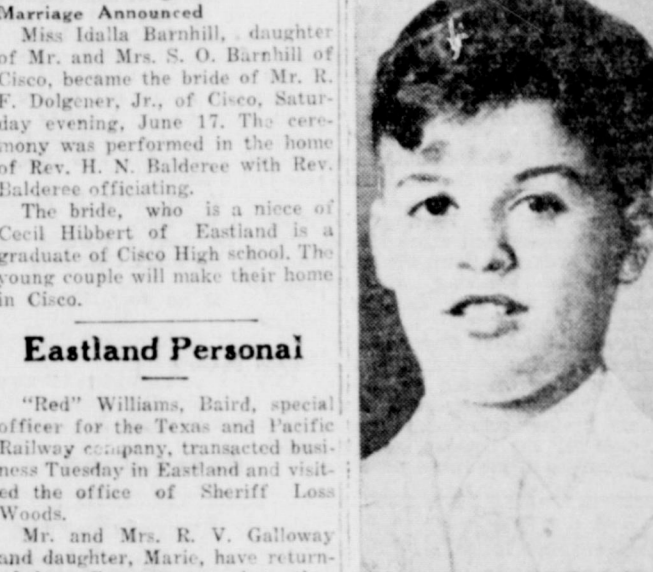 Marriage Announced
Miss Idalla Barnhill, daughter
of Mr. and Mrs. S. O. Barnhill of
Cisco, became the bride of Mr. R.
F. Dolgener, Jr., of Cisco, Satur-
day evening, June 17. The cere-
mony was performed in the home
of Rev. H. N. Balderee with Rev.
Balderee officiating.
The bride, who is a niece of
Cecil Hibbert of Eastland is a
graduate of Cisco High school. The
young couple will make their home
in Cisco.
Eastland Personal
"Red" Williams, Baird, special
officer for the Texas and Pacific
Railway company, transacted busi-
ness Tuesday in Eastland and visit-
ed the office of Sheriff Loss
Woods.
Mr. and Mrs. R. V. Galloway
and daughter, Marie, have return-